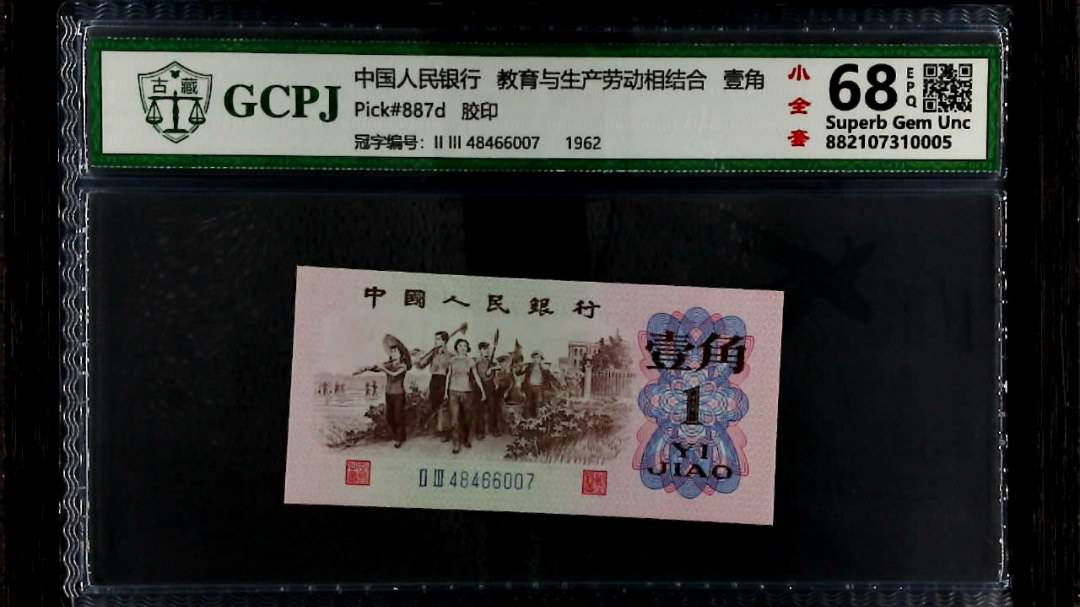 古藏
GCPJ
中国人民银行 教育与生产劳动相结合 壹角
Pick#887d 胶印
冠字编号: II III 48466007 1962
小全套
68
EPQ
Superb Gem Unc
882107310005
中國人民銀行
壹角
1
YI
JIAO
II III 48466007